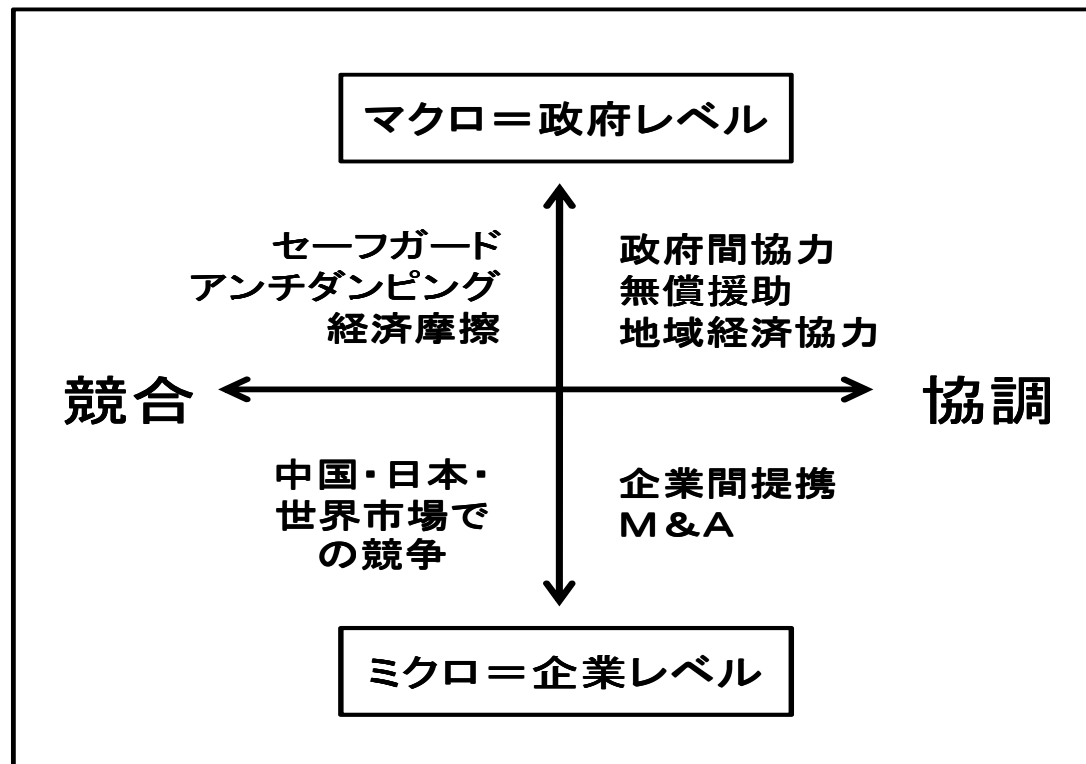 マクロ＝政府レベル
セーフガード
アンチダンピング
経済摩擦
政府間協力
無償援助
地域経済協力
競合
協調
中国・日本・
世界市場で
の競争
企業間提携
M＆A
ミクロ＝企業レベル